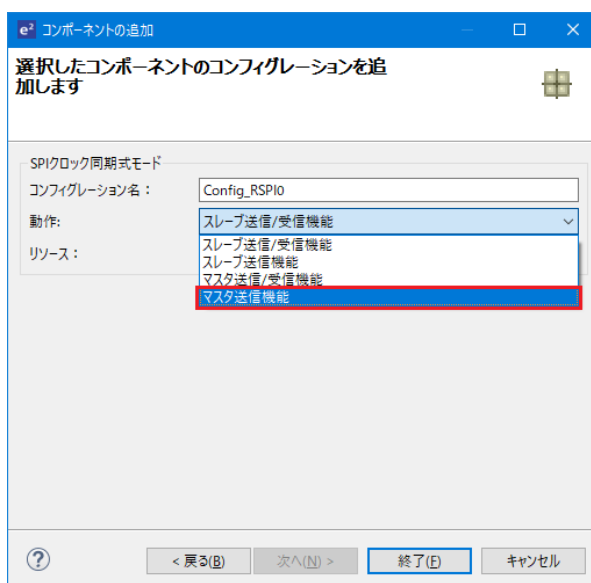 e² コンポーネントの追加
選択したコンポーネントのコンフィグレーションを追
加します
SPIクロック同期式モード
コンフィグレーション名： Config_RSPI0
動作: スレーブ送信/受信機能
スレーブ送信/受信機能
リソース：
スレーブ送信機能
マスタ送信/受信機能
マスタ送信機能
? < 戻る(B) 次へ(N) > 終了(F) キャンセル